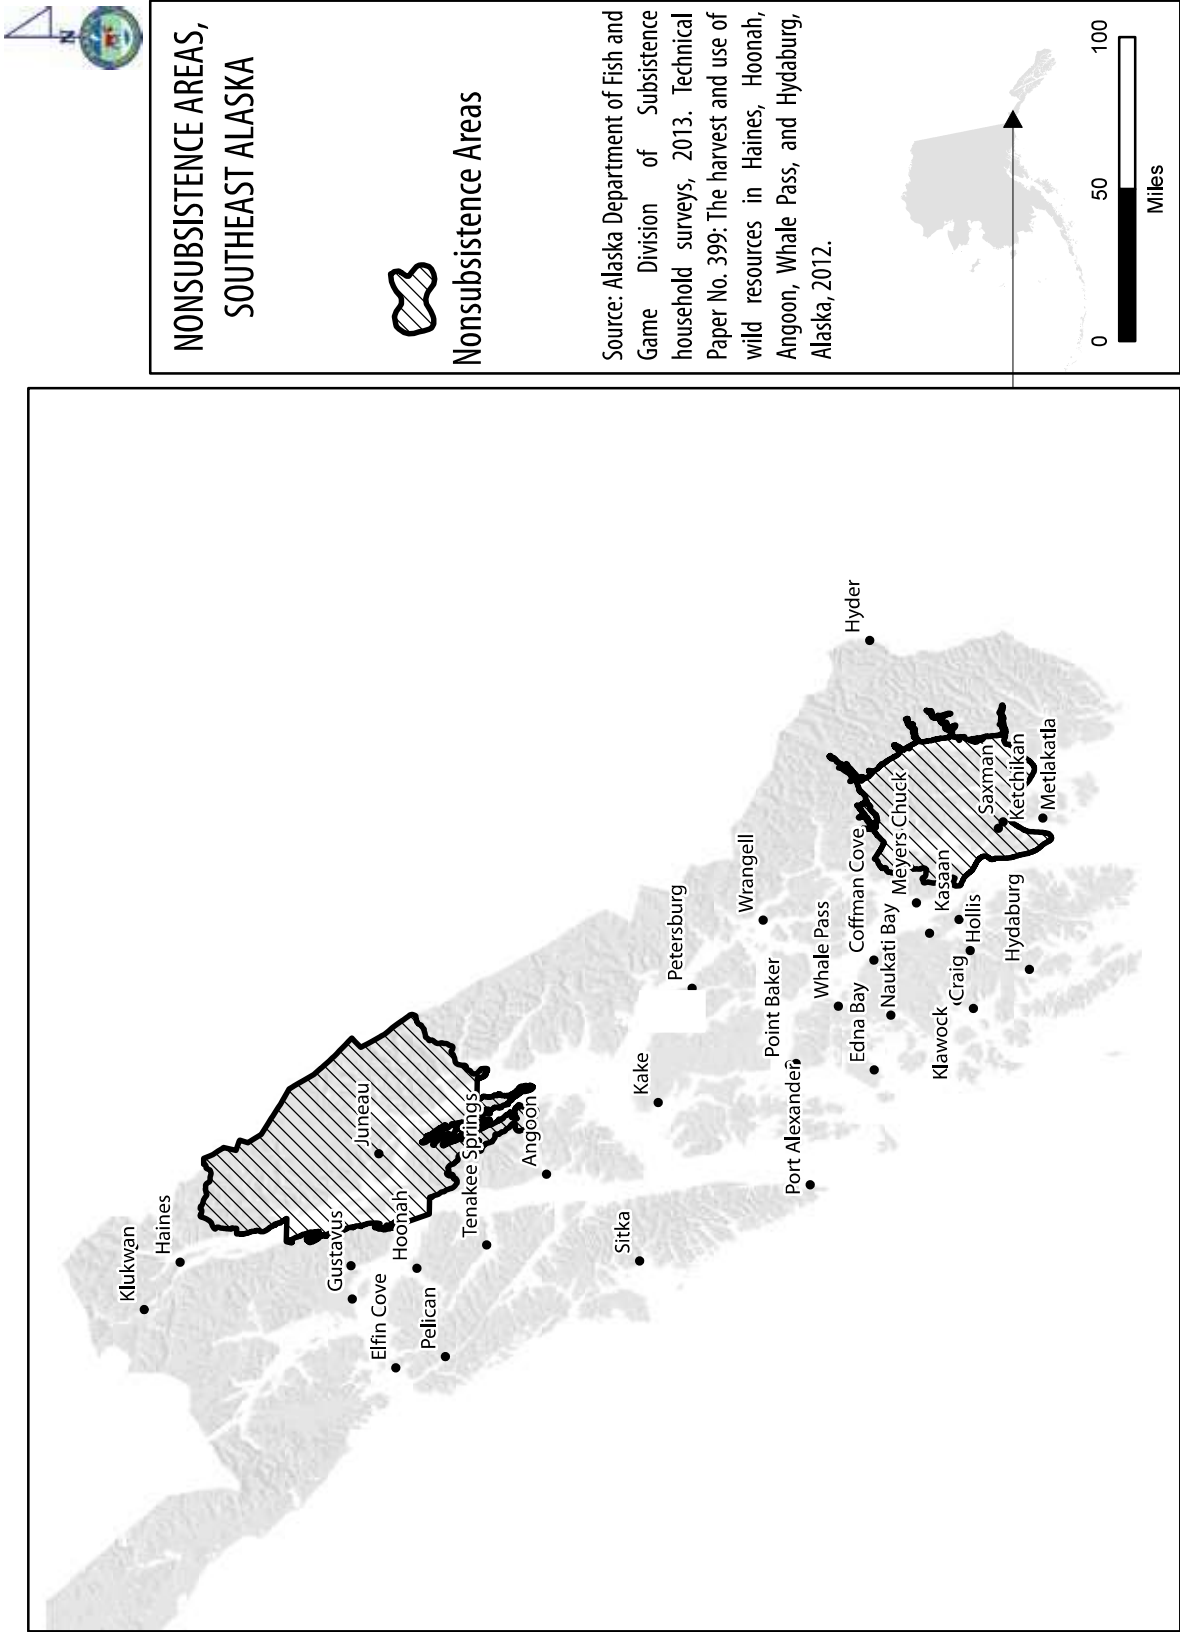 NONSUBSISTENCE AREAS,
SOUTHEAST ALASKA
Nonsubsistence Areas
Source: Alaska Department of Fish and
Game Division of Subsistence
household surveys, 2013. Technical
Paper No. 399: The harvest and use of
wild resources in Haines, Hoonah,
Angoon, Whale Pass, and Hydaburg,
Alaska, 2012.
0 50 100
Miles
N
Klukwan
Haines
Gustavus
Juneau
Elfin Cove
Hoonah
Pelican
Tenakee Springs
Angoon
Sitka
Kake
Petersburg
Wrangell
Point Baker
Port Alexander
Whale Pass
Edna Bay
Coffman Cove
Hyder
Naukati Bay
Meyers Chuck
Klawock
Kasaan
Craig
Hollis
Saxman
Hydaburg
Ketchikan
Metlakatla